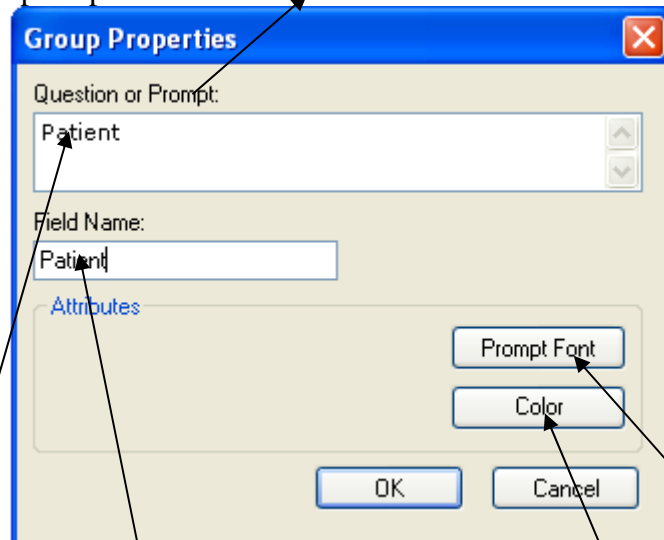 Group Properties
Question or Prompt:
Patient
Field Name:
Patient
Attributes
Prompt Font
Color
OK
Cancel